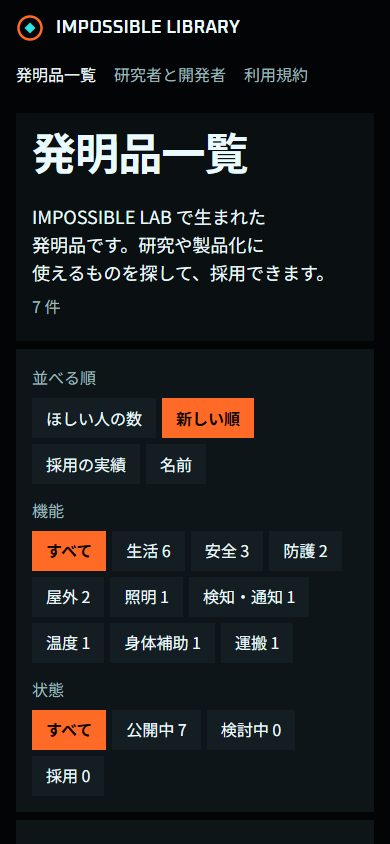 IMPOSSIBLE LIBRARY
発明品一覧 研究者と開発者 利用規約
発明品一覧
IMPOSSIBLE LAB で生まれた
発明品です。研究や製品化に
使えるものを探して、採用できます。
7 件
並べる順
ほしい人の数 新しい順
採用の実績 名前
機能
すべて 生活 6 安全 3 防護 2
屋外 2 照明 1 検知・通知 1
温度 1 身体補助 1 運搬 1
状態
すべて 公開中 7 検討中 0
採用 0